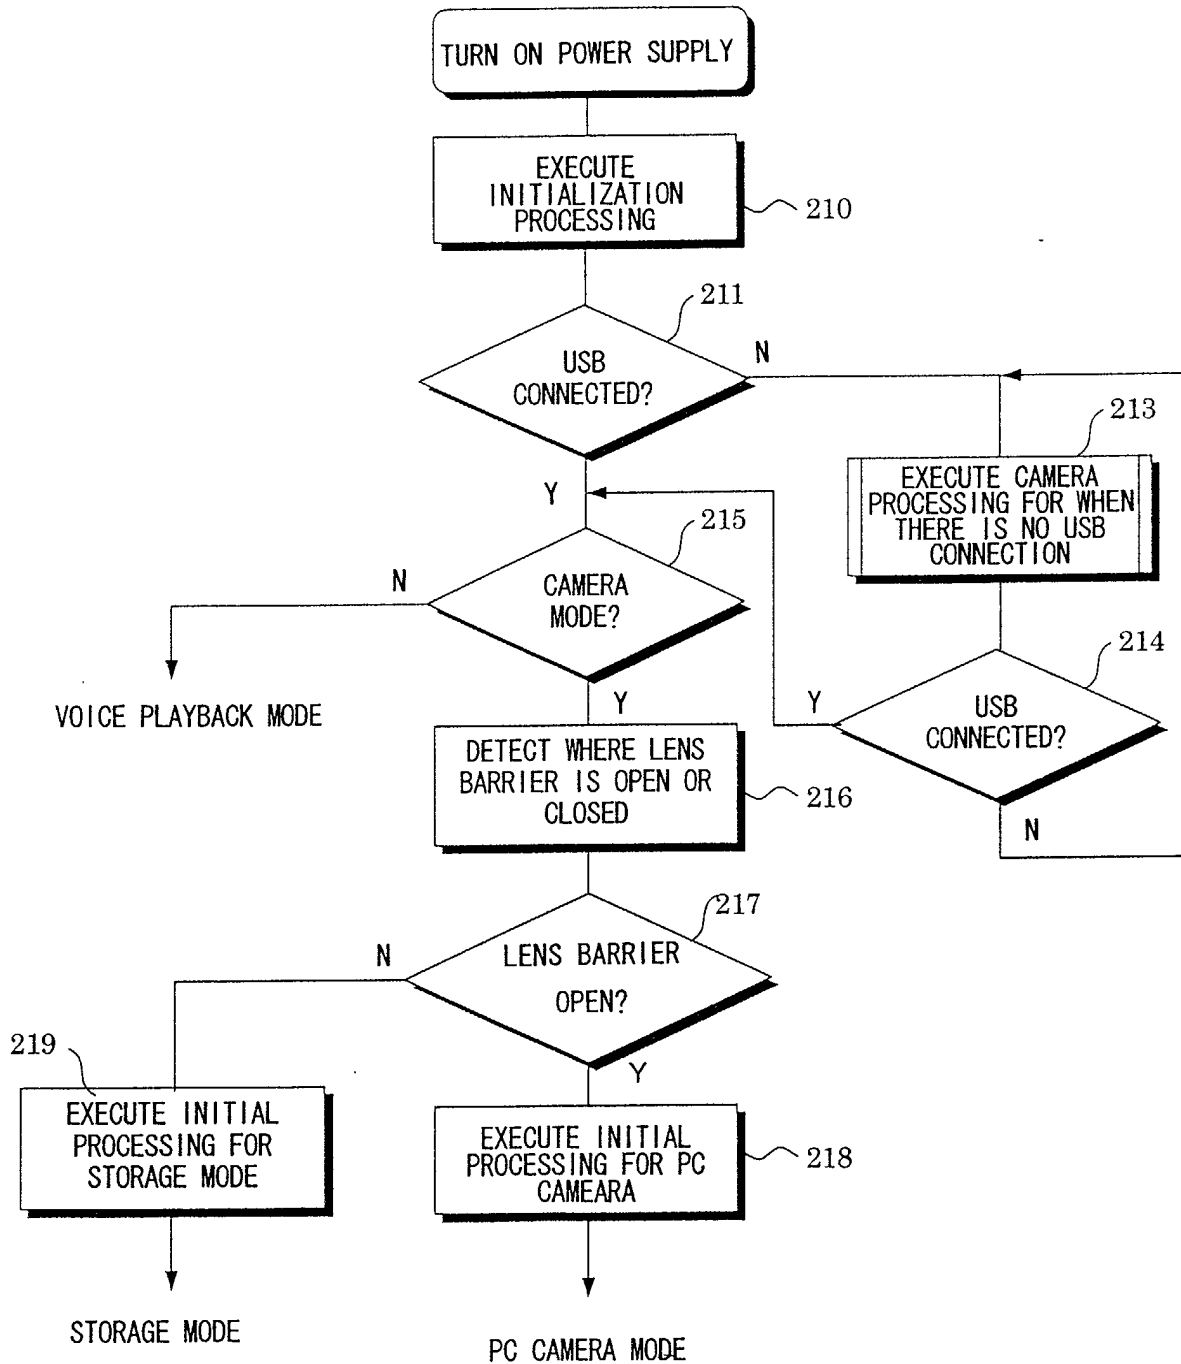 TURN ON POWER SUPPLY
EXECUTE
INITIALIZATION
PROCESSING
210
211
USB
CONNECTED?
N
Y
213
EXECUTE CAMERA
PROCESSING FOR WHEN
THERE IS NO USB
CONNECTION
215
CAMERA
MODE?
N
Y
VOICE PLAYBACK MODE
214
USB
CONNECTED?
Y
N
DETECT WHERE LENS
BARRIER IS OPEN OR
CLOSED
216
217
LENS BARRIER
OPEN?
N
Y
219
EXECUTE INITIAL
PROCESSING FOR
STORAGE MODE
EXECUTE INITIAL
PROCESSING FOR PC
CAMEARA
218
STORAGE MODE
PC CAMERA MODE